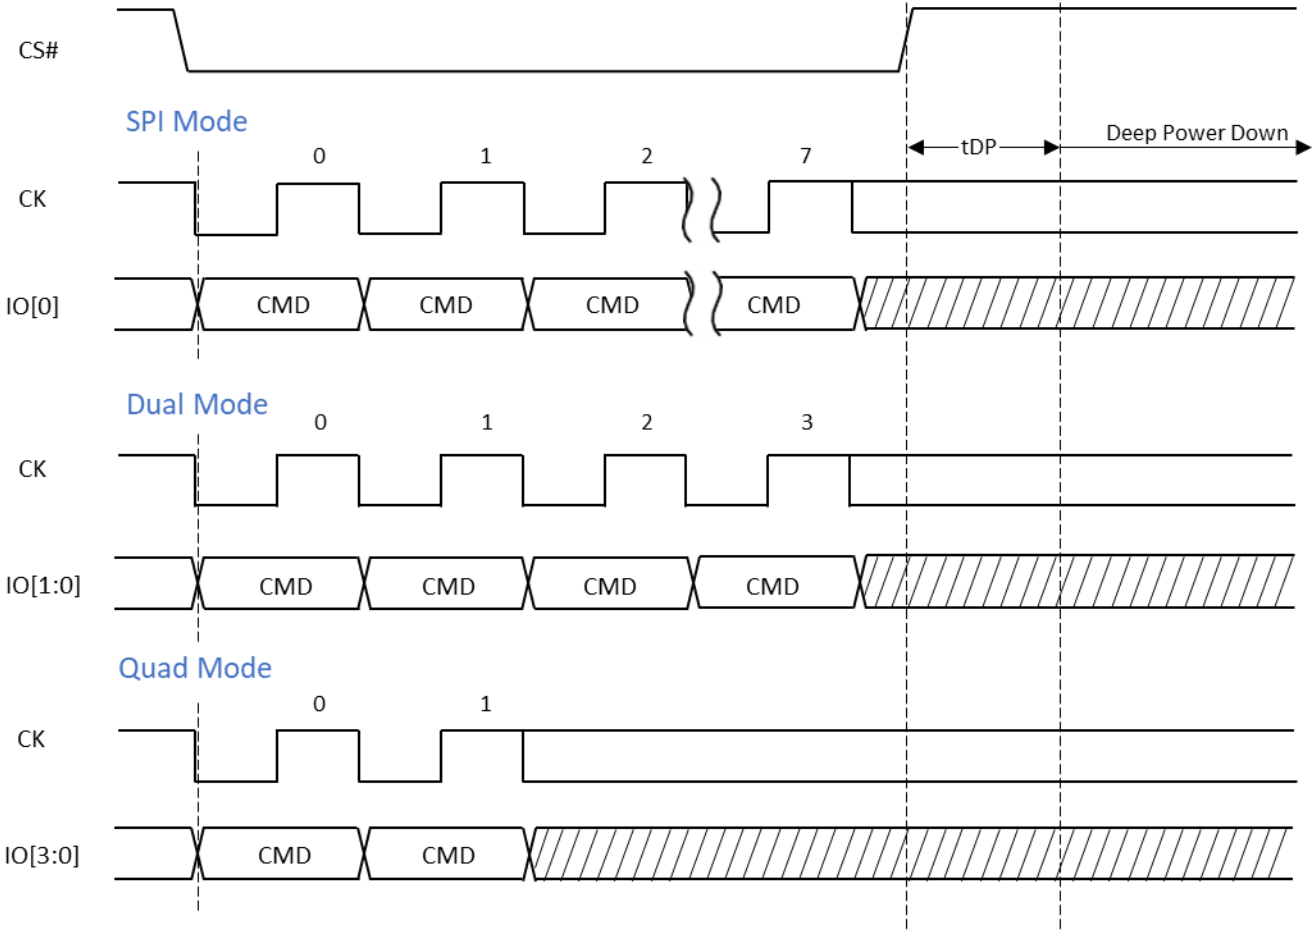 CS#
SPI Mode
tDP
Deep Power Down
0 1 2 7
CK
IO[0] CMD CMD CMD CMD
Dual Mode
0 1 2 3
CK
IO[1:0] CMD CMD CMD CMD
Quad Mode
0 1
CK
IO[3:0] CMD CMD